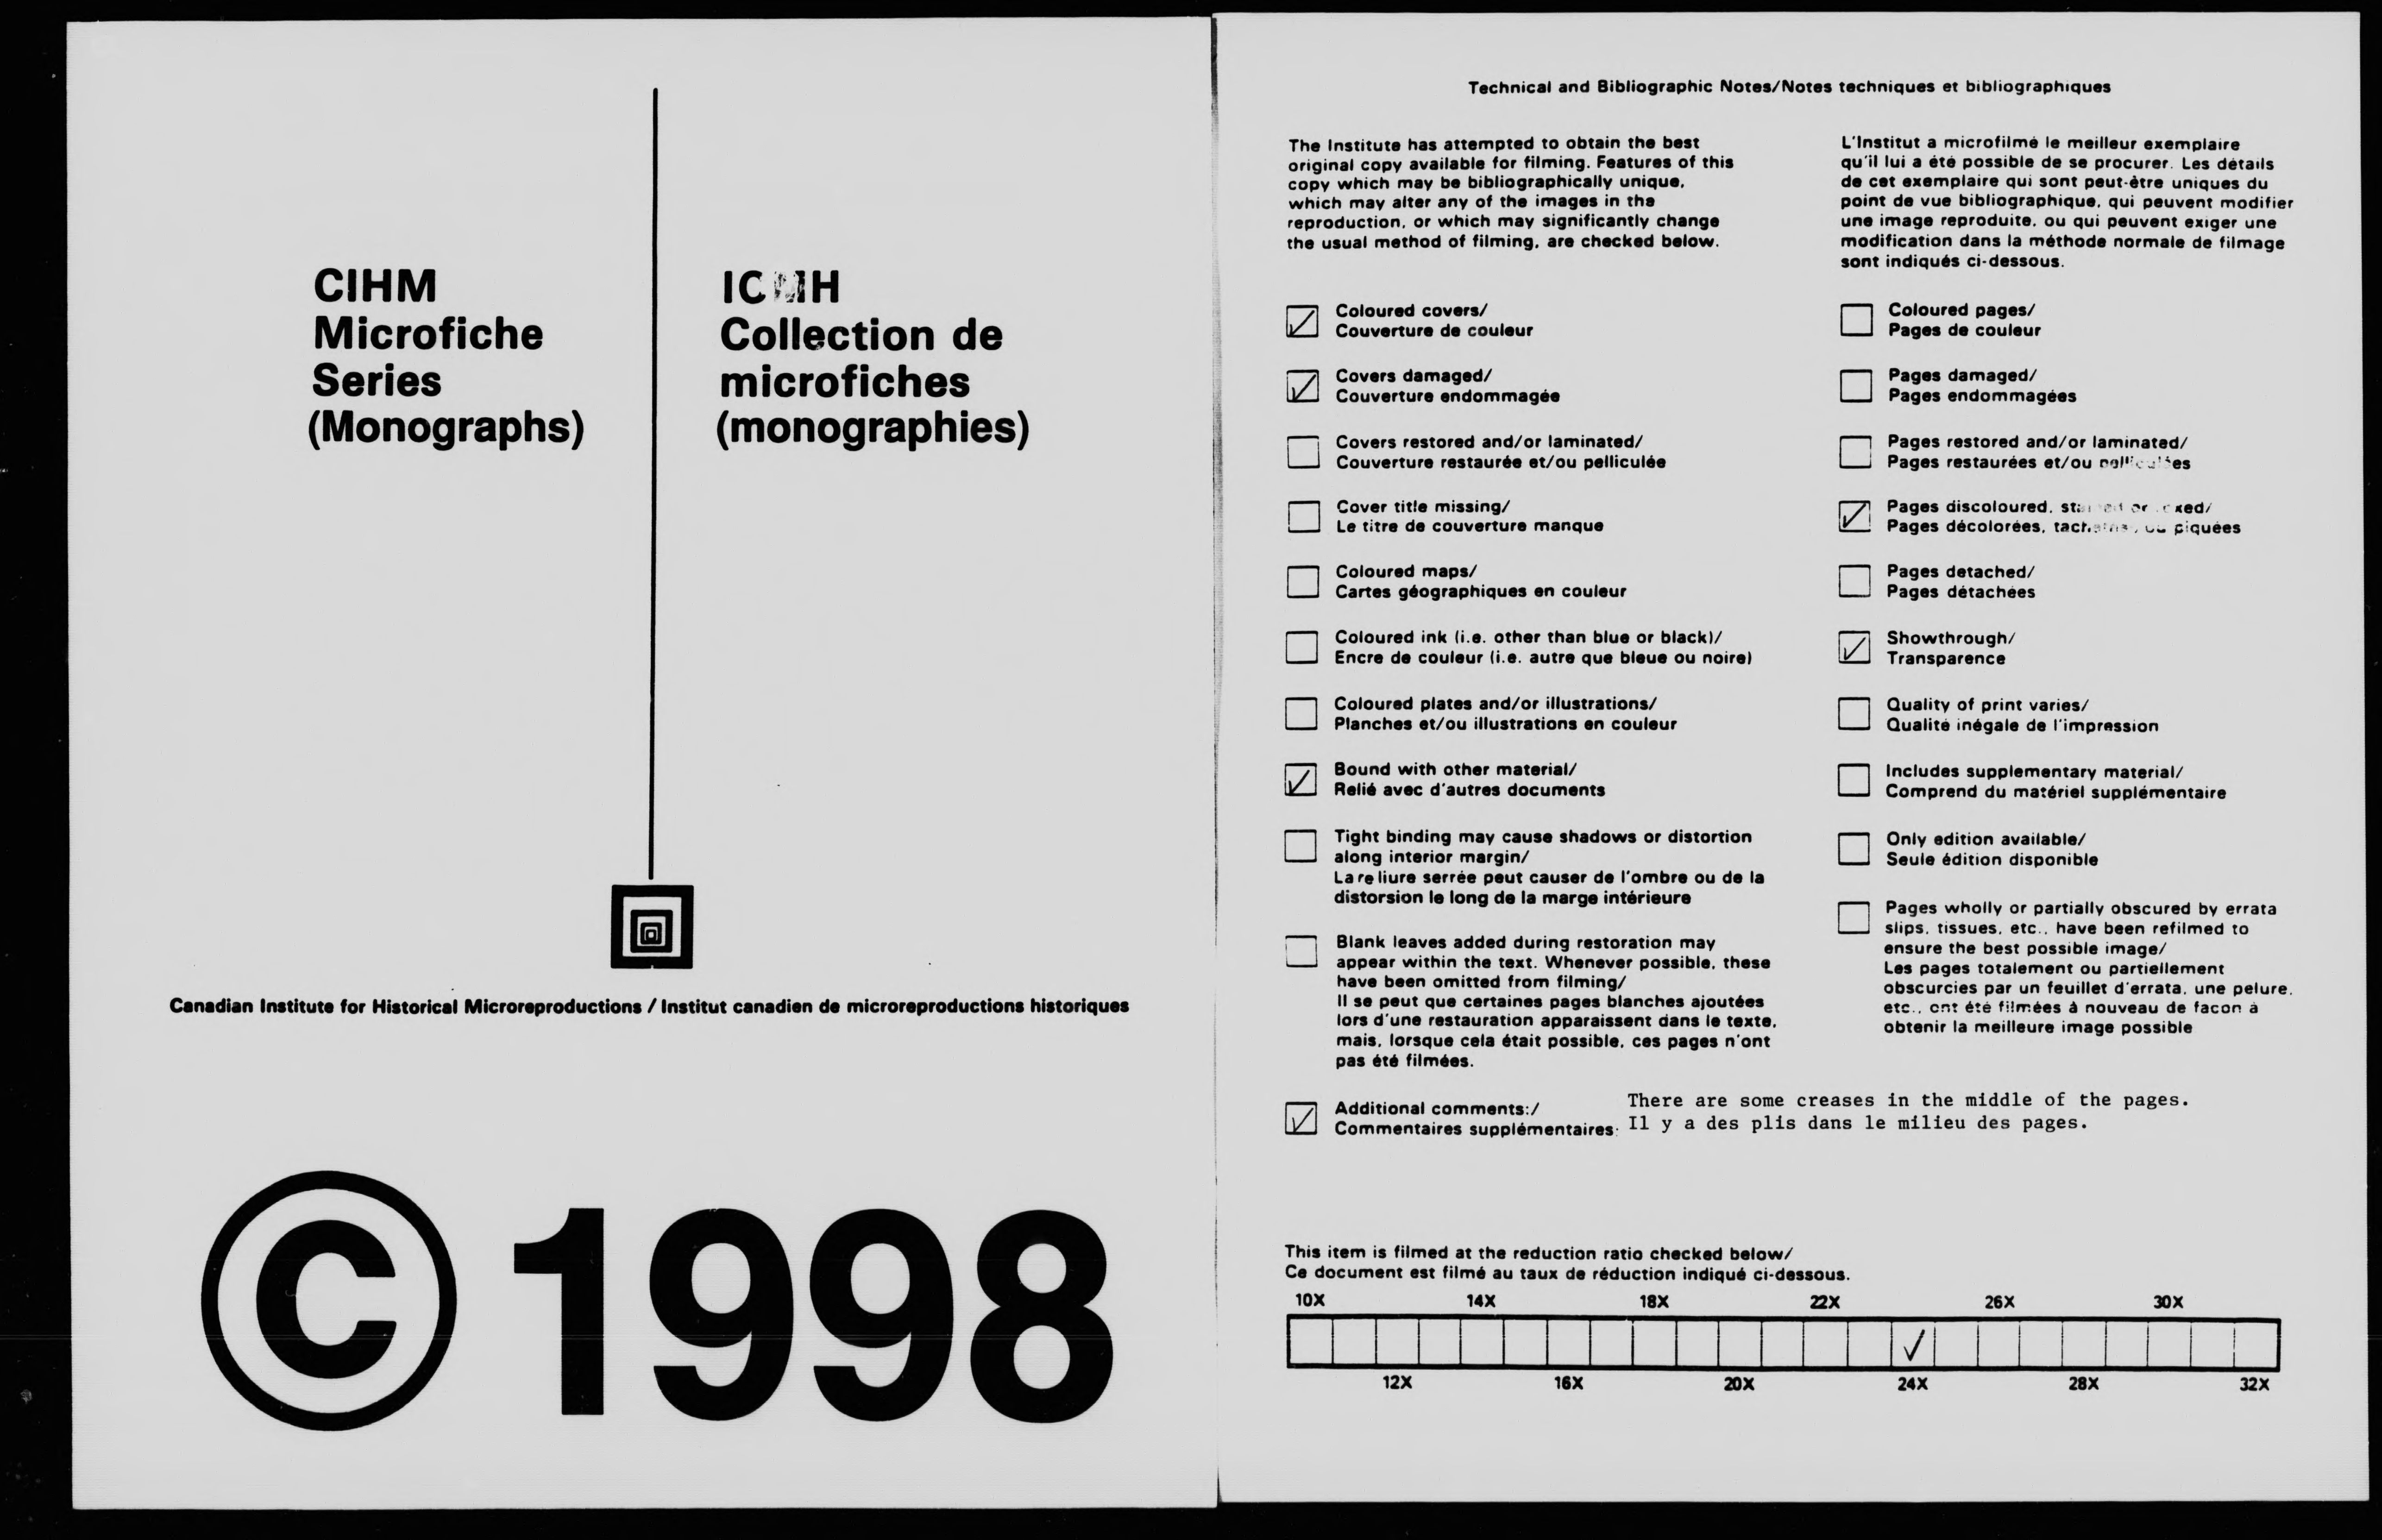 CIHM
Microfiche
Series
(Monographs)
ICMH
Collection de
microfiches
(monographies)
Canadian Institute for Historical Microreproductions / Institut canadien de microreproductions historiques
© 1998
Technical and Bibliographic Notes/Notes techniques et bibliographiques
The Institute has attempted to obtain the best
original copy available for filming. Features of this
copy which may be bibliographically unique,
which may alter any of the images in the
reproduction, or which may significantly change
the usual method of filming, are checked below.
Coloured covers/
Couverture de couleur
Covers damaged/
Couverture endommagée
Covers restored and/or laminated/
Couverture restaurée et/ou pelliculée
Cover title missing/
Le titre de couverture manque
Coloured maps/
Cartes géographiques en couleur
Coloured ink (i.e. other than blue or black)/
Encre de couleur (i.e. autre que bleue ou noire)
Coloured plates and/or illustrations/
Planches et/ou illustrations en couleur
Bound with other material/
Relié avec d'autres documents
Tight binding may cause shadows or distortion
along interior margin/
La reliure serrée peut causer de l'ombre ou de la
distorsion le long de la marge intérieure
Blank leaves added during restoration may
appear within the text. Whenever possible, these
have been omitted from filming/
Il se peut que certaines pages blanches ajoutées
lors d'une restauration apparaissent dans le texte,
mais, lorsque cela était possible, ces pages n'ont
pas été filmées.
Additional comments:/
Commentaires supplémentaires:
There are some creases in the middle of the pages.
Il y a des plis dans le milieu des pages.
L'Institut a microfilmé le meilleur exemplaire
qu'il lui a été possible de se procurer. Les détails
de cet exemplaire qui sont peut-être uniques du
point de vue bibliographique, qui peuvent modifier
une image reproduite, ou qui peuvent exiger une
modification dans la méthode normale de filmage
sont indiqués ci-dessous.
Coloured pages/
Pages de couleur
Pages damaged/
Pages endommagées
Pages restored and/or laminated/
Pages restaurées et/ou pelliculées
Pages discoloured, stained or foxed/
Pages décolorées, tachetées ou piquées
Pages detached/
Pages détachées
Showthrough/
Transparence
Quality of print varies/
Qualité inégale de l'impression
Includes supplementary material/
Comprend du matériel supplémentaire
Only edition available/
Seule édition disponible
Pages wholly or partially obscured by errata
slips, tissues, etc., have been refilmed to
ensure the best possible image/
Les pages totalement ou partiellement
obscurcies par un feuillet d'errata, une pelure,
etc., ont été filmées à nouveau de facon à
obtenir la meilleure image possible
This item is filmed at the reduction ratio checked below/
Ce document est filmé au taux de réduction indiqué ci-dessous.
10X 14X 18X 22X 26X 30X
12X 16X 20X 24X 28X 32X